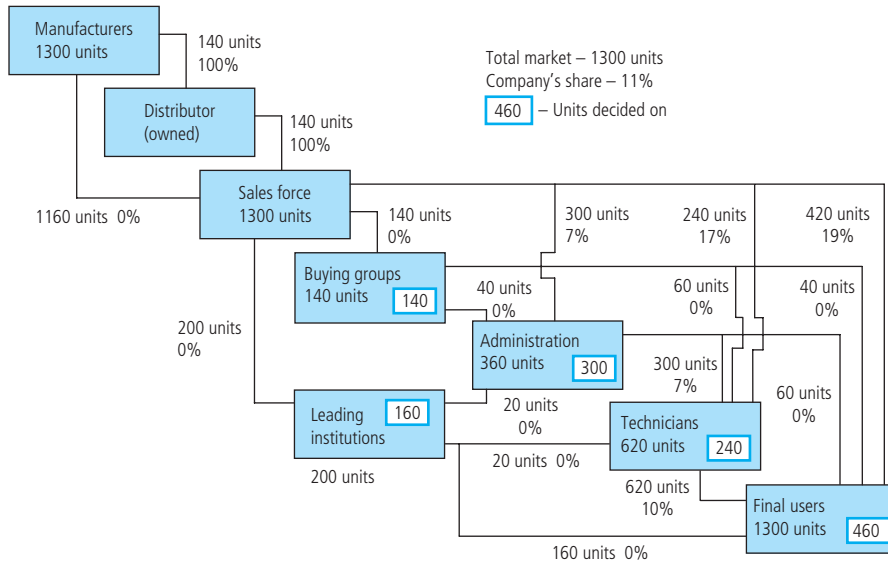 Manufacturers
1300 units
140 units
100%
Total market – 1300 units
Company's share – 11%
460 – Units decided on
Distributor
(owned)
140 units
100%
Sales force
1300 units
1160 units 0%
140 units
0%
300 units
7%
240 units
17%
420 units
19%
Buying groups
140 units
140
40 units
0%
60 units
0%
40 units
0%
200 units
0%
Administration
360 units
300
300 units
7%
60 units
0%
Leading
institutions
160
200 units
20 units
0%
20 units 0%
Technicians
620 units
240
620 units
10%
Final users
1300 units
460
160 units 0%